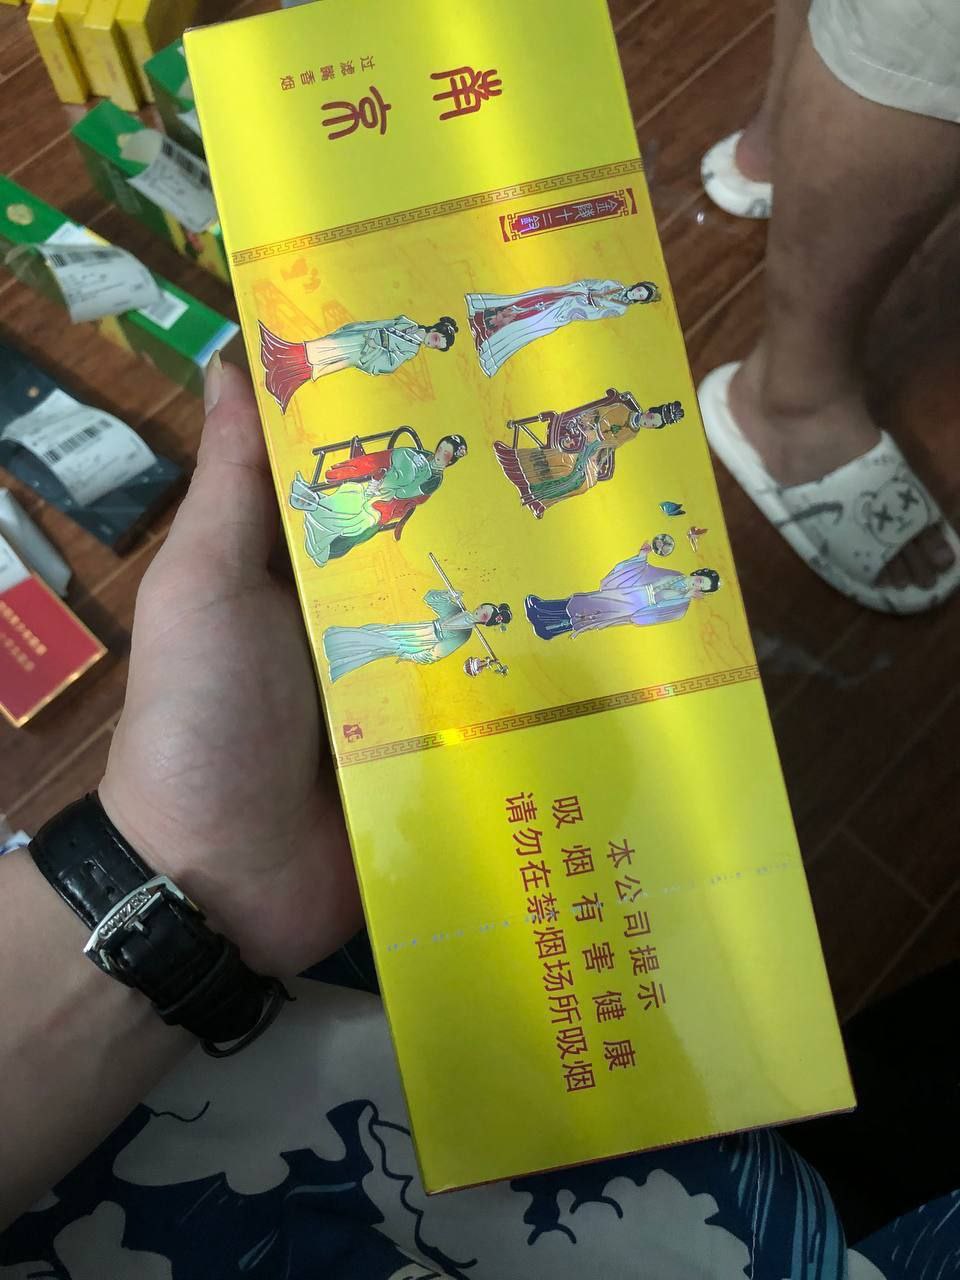 南京
过滤嘴香烟
金陵十二钗
本公司提示
吸烟有害健康
请勿在禁烟场所吸烟
CITIZEN